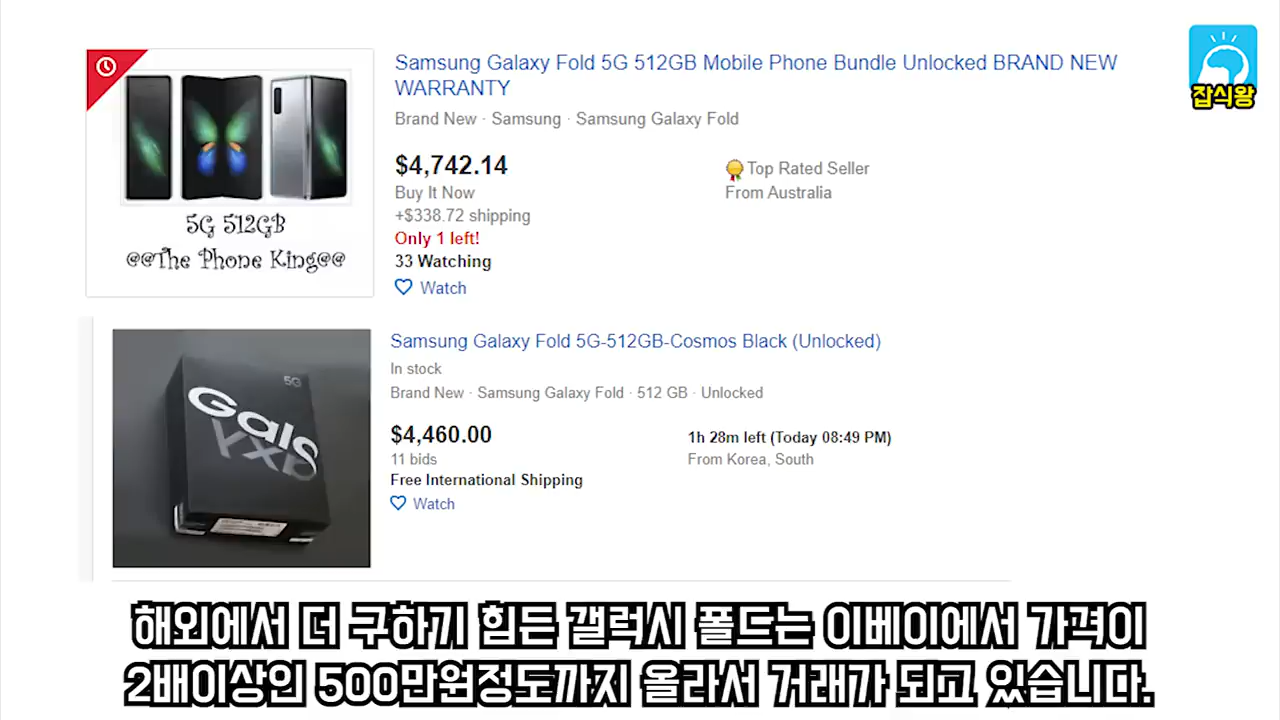 Samsung Galaxy Fold 5G 512GB Mobile Phone Bundle Unlocked BRAND NEW
WARRANTY
Brand New · Samsung · Samsung Galaxy Fold
$4,742.14
Buy It Now
+$338.72 shipping
Only 1 left!
33 Watching
Watch
Top Rated Seller
From Australia
5G 512GB
@@The Phone King@@
잡식왕
Samsung Galaxy Fold 5G-512GB-Cosmos Black (Unlocked)
In stock
Brand New · Samsung Galaxy Fold · 512 GB · Unlocked
$4,460.00
11 bids
Free International Shipping
Watch
1h 28m left (Today 08:49 PM)
From Korea, South
5G
해외에서 더 구하기 힘든 갤럭시 폴드는 이베이에서 가격이
2배이상인 500만원정도까지 올라서 거래가 되고 있습니다.